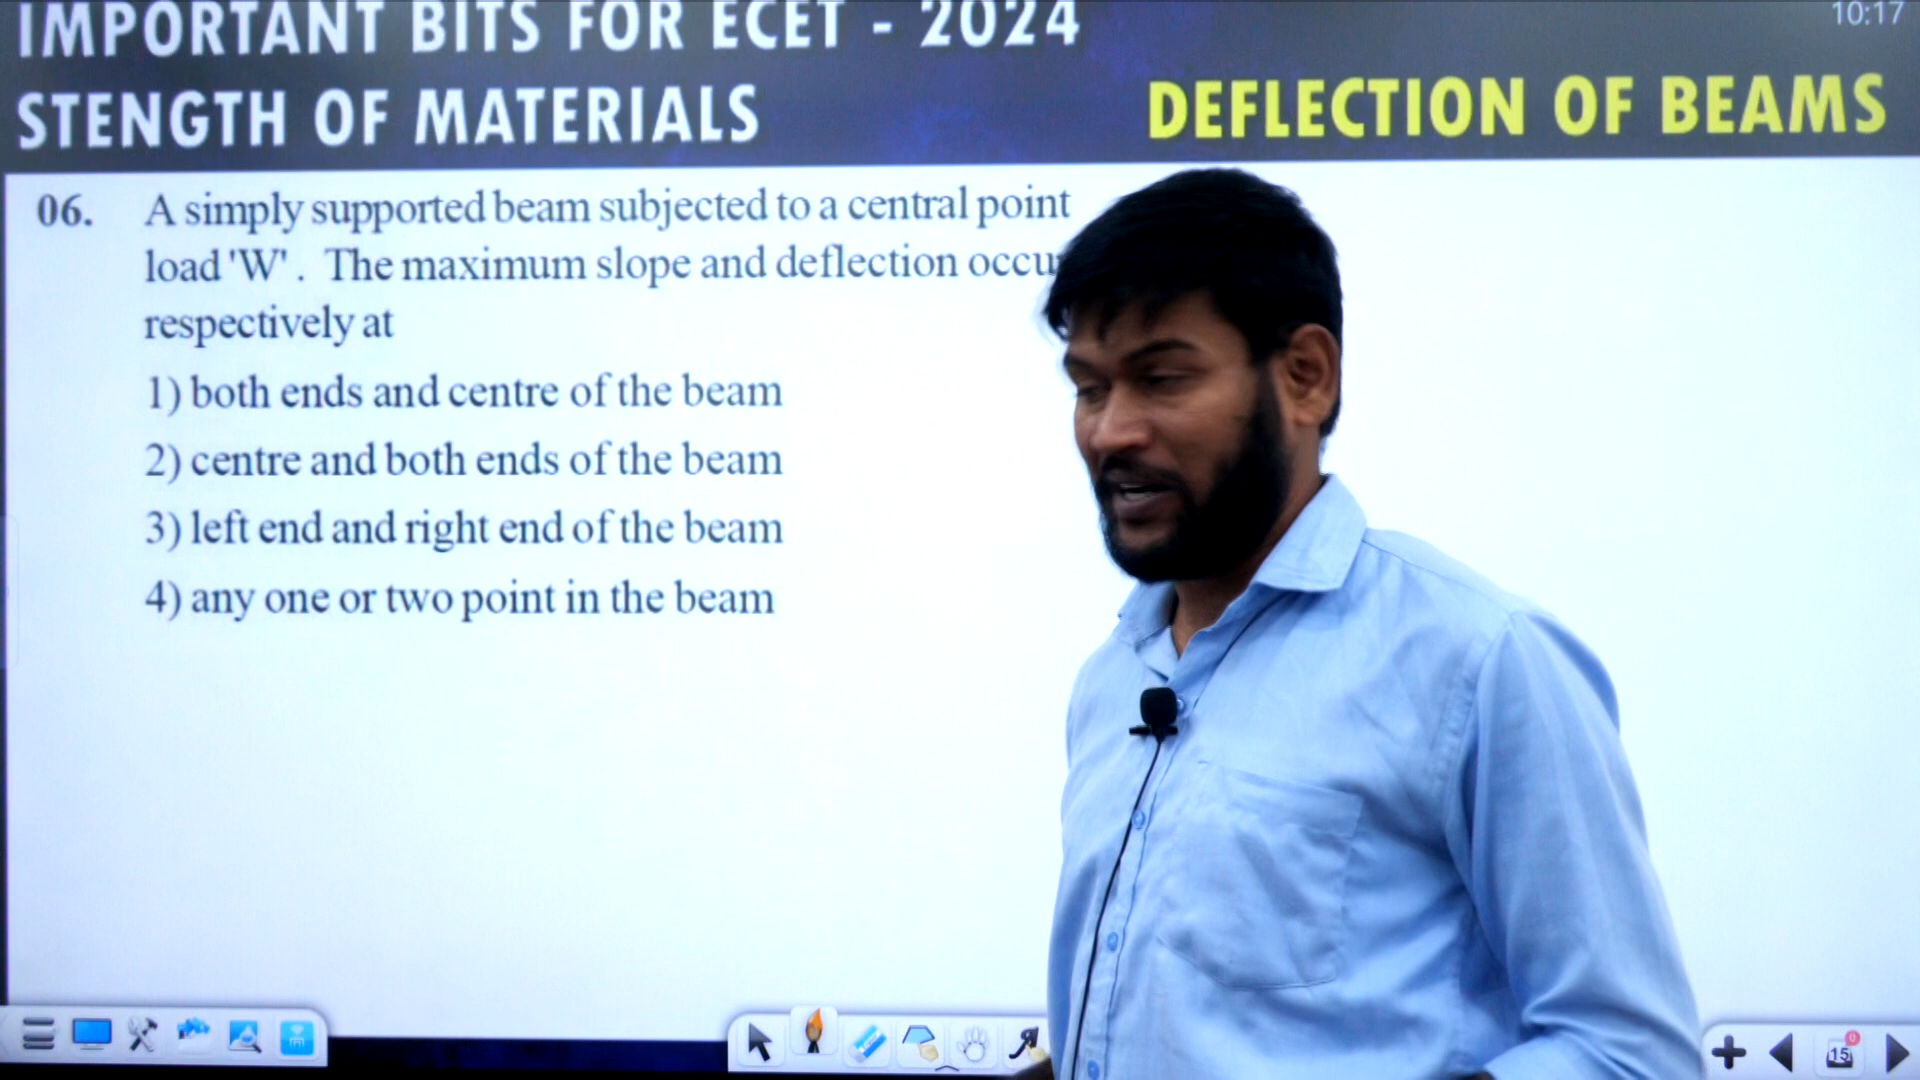 IMPORTANT BITS FOR ECET - 2024
10:17
STENGTH OF MATERIALS
DEFLECTION OF BEAMS
06. A simply supported beam subjected to a central point
load 'W' . The maximum slope and deflection occur
respectively at
1) both ends and centre of the beam
2) centre and both ends of the beam
3) left end and right end of the beam
4) any one or two point in the beam
15
0